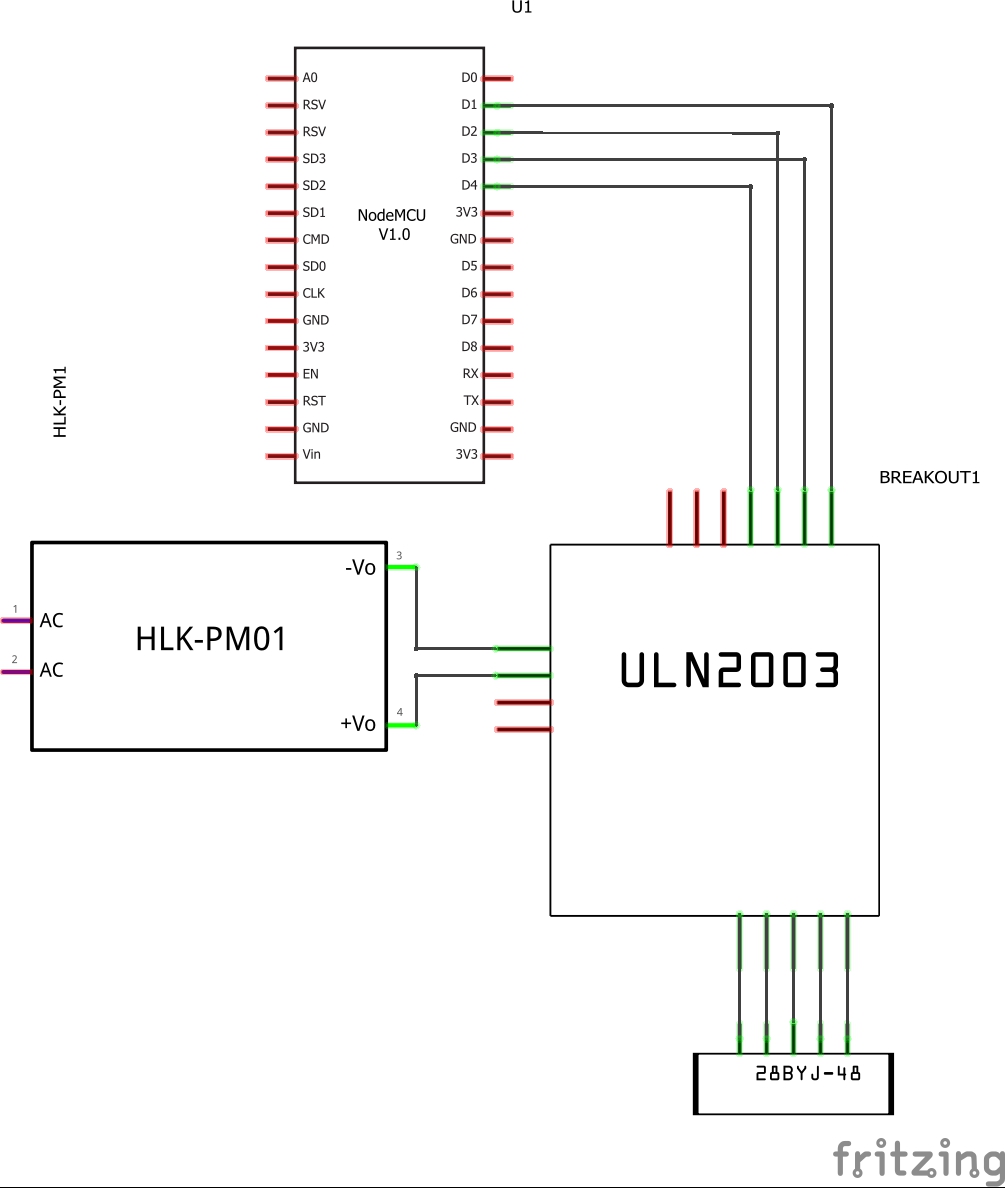 U1
A0 D0
RSV D1
RSV D2
SD3 D3
SD2 D4
SD1 3V3
NodeMCU
V1.0
CMD GND
SD0 D5
CLK D6
GND D7
3V3 D8
EN RX
RST TX
GND GND
Vin 3V3
HLK-PM1
BREAKOUT1
-Vo 3
1 AC
HLK-PM01
2 AC
+Vo 4
ULN2003
28BYJ-48
fritzing